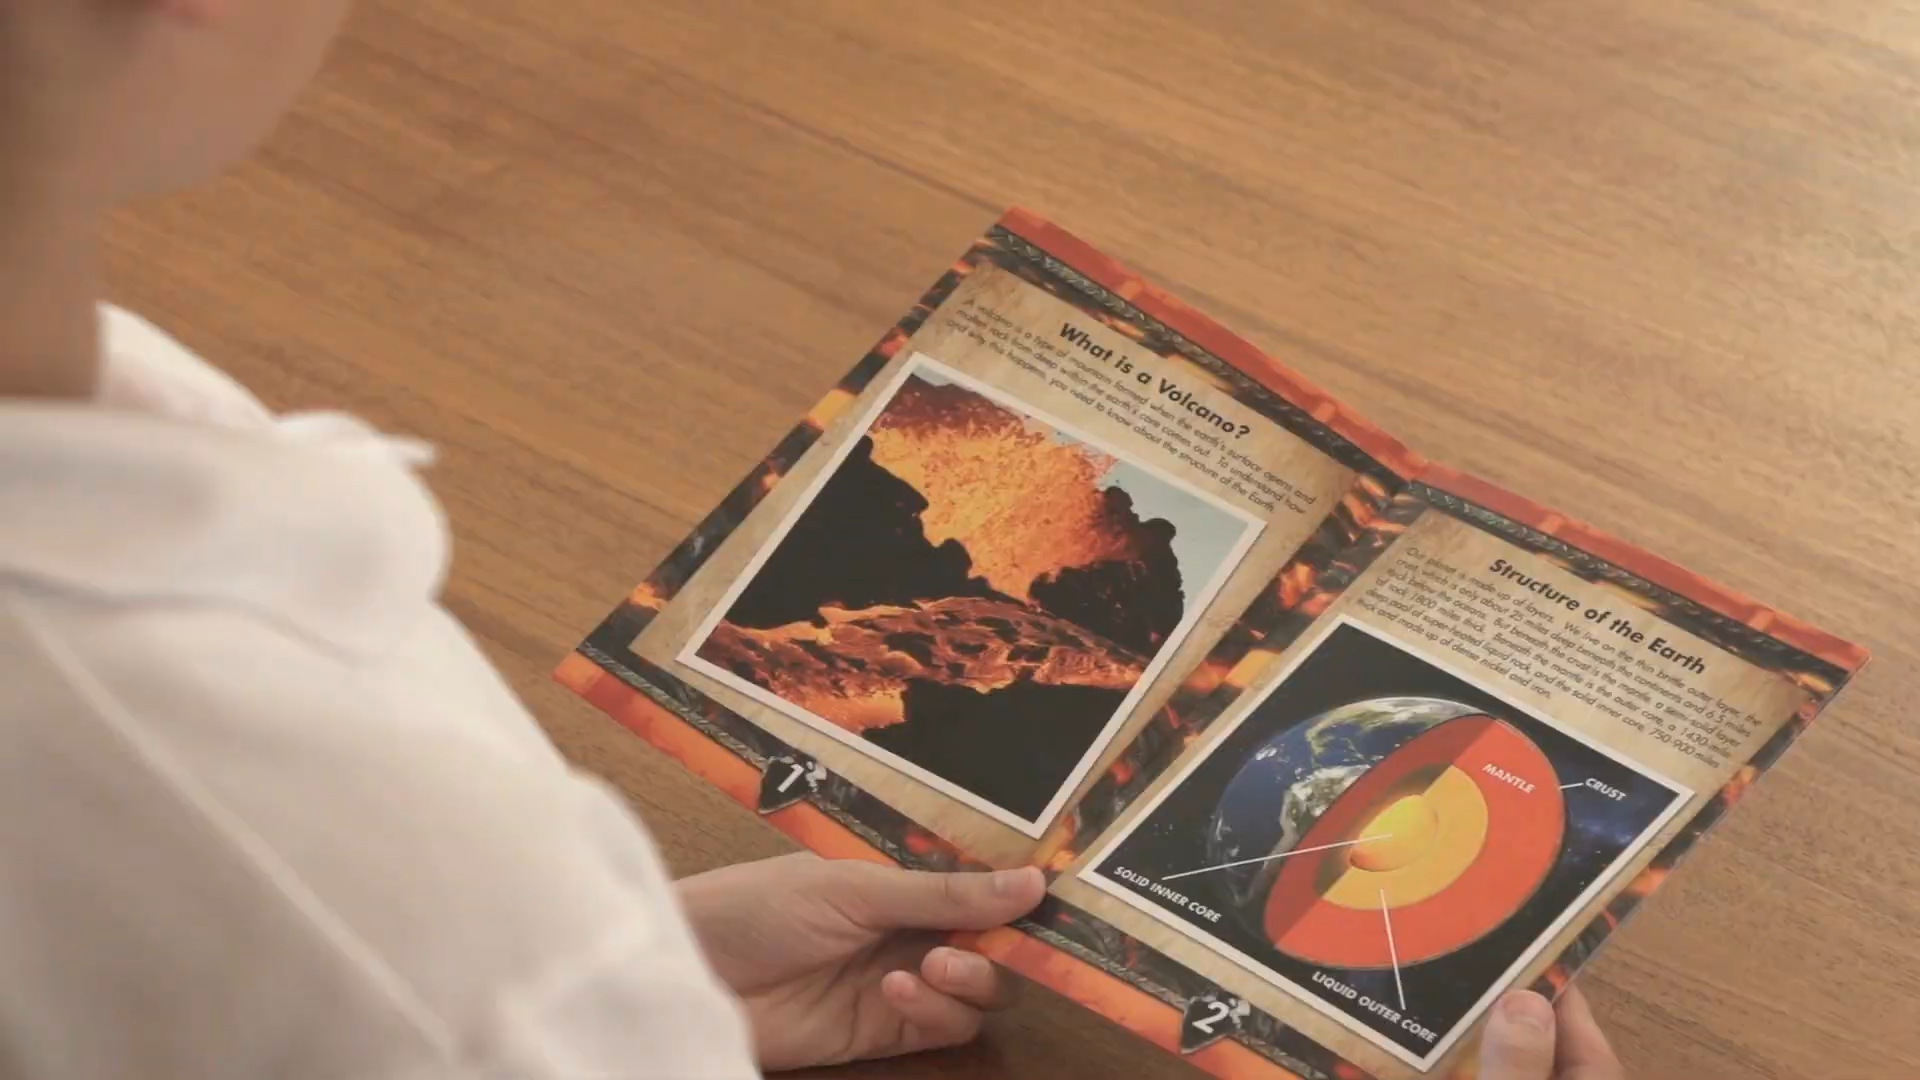 What is a Volcano?
A volcano is a type of mountain formed when the earth's surface opens and
molten rock from deep within the earth's core comes out. To understand how
and why this happens, you need to know about the structure of the Earth.
1
Structure of the Earth
Our planet is made up of layers. We live on the thin brittle outer layer, the
crust, which is only about 25 miles deep beneath the continents and 6.5 miles
thick below the oceans. But beneath the crust is the mantle, a semi-solid layer
of rock 1800 miles thick. Beneath the mantle is the outer core, a 1430-mile
deep pool of super-heated liquid rock, and the solid inner core, 750-900 miles
thick and made up of dense nickel and iron.
MANTLE
CRUST
SOLID INNER CORE
LIQUID OUTER CORE
2